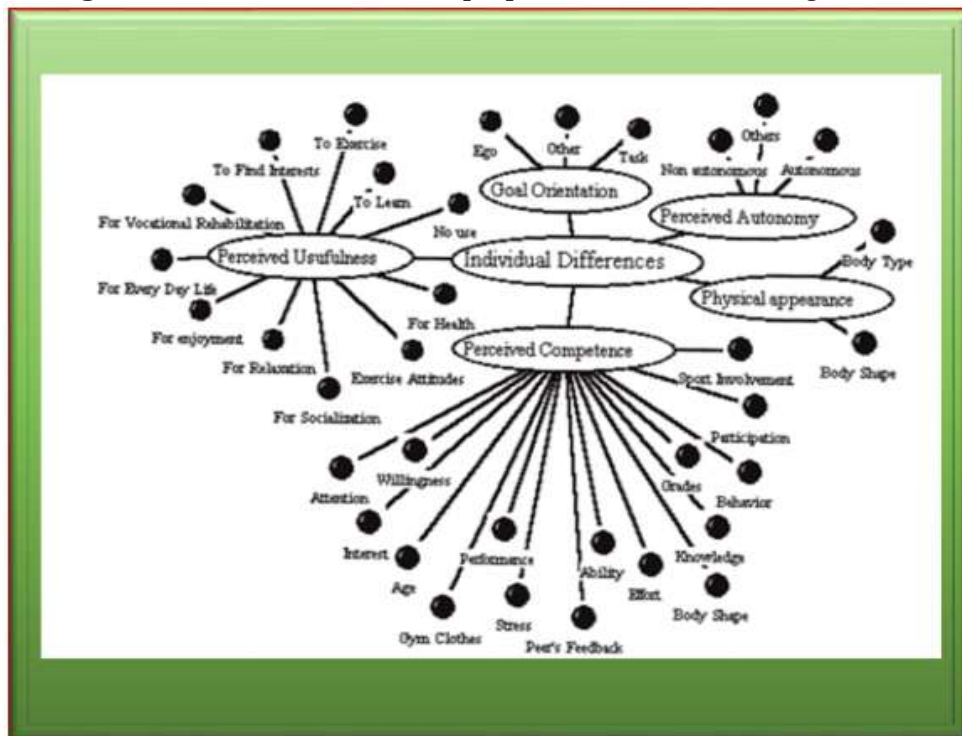 To Exercise
To Find Interests
To Learn
For Vocational Rehabilitation
No use
Perceived Usufulness
For Every Day Life
For enjoyment
For Relaxation
For Socialization
Exercise Attitudes
For Health
Ego
Other
Task
Goal Orientation
Others
Non autonomous
Autonomous
Perceived Autonomy
Individual Differences
Body Type
Physical appearance
Body Shape
Perceived Competence
Sport Involvement
Participation
Grades
Behavior
Willingness
Attention
Interest
Age
Performance
Ability
Knowledge
Effort
Body Shape
Gym Clothes
Stress
Peer's Feedback